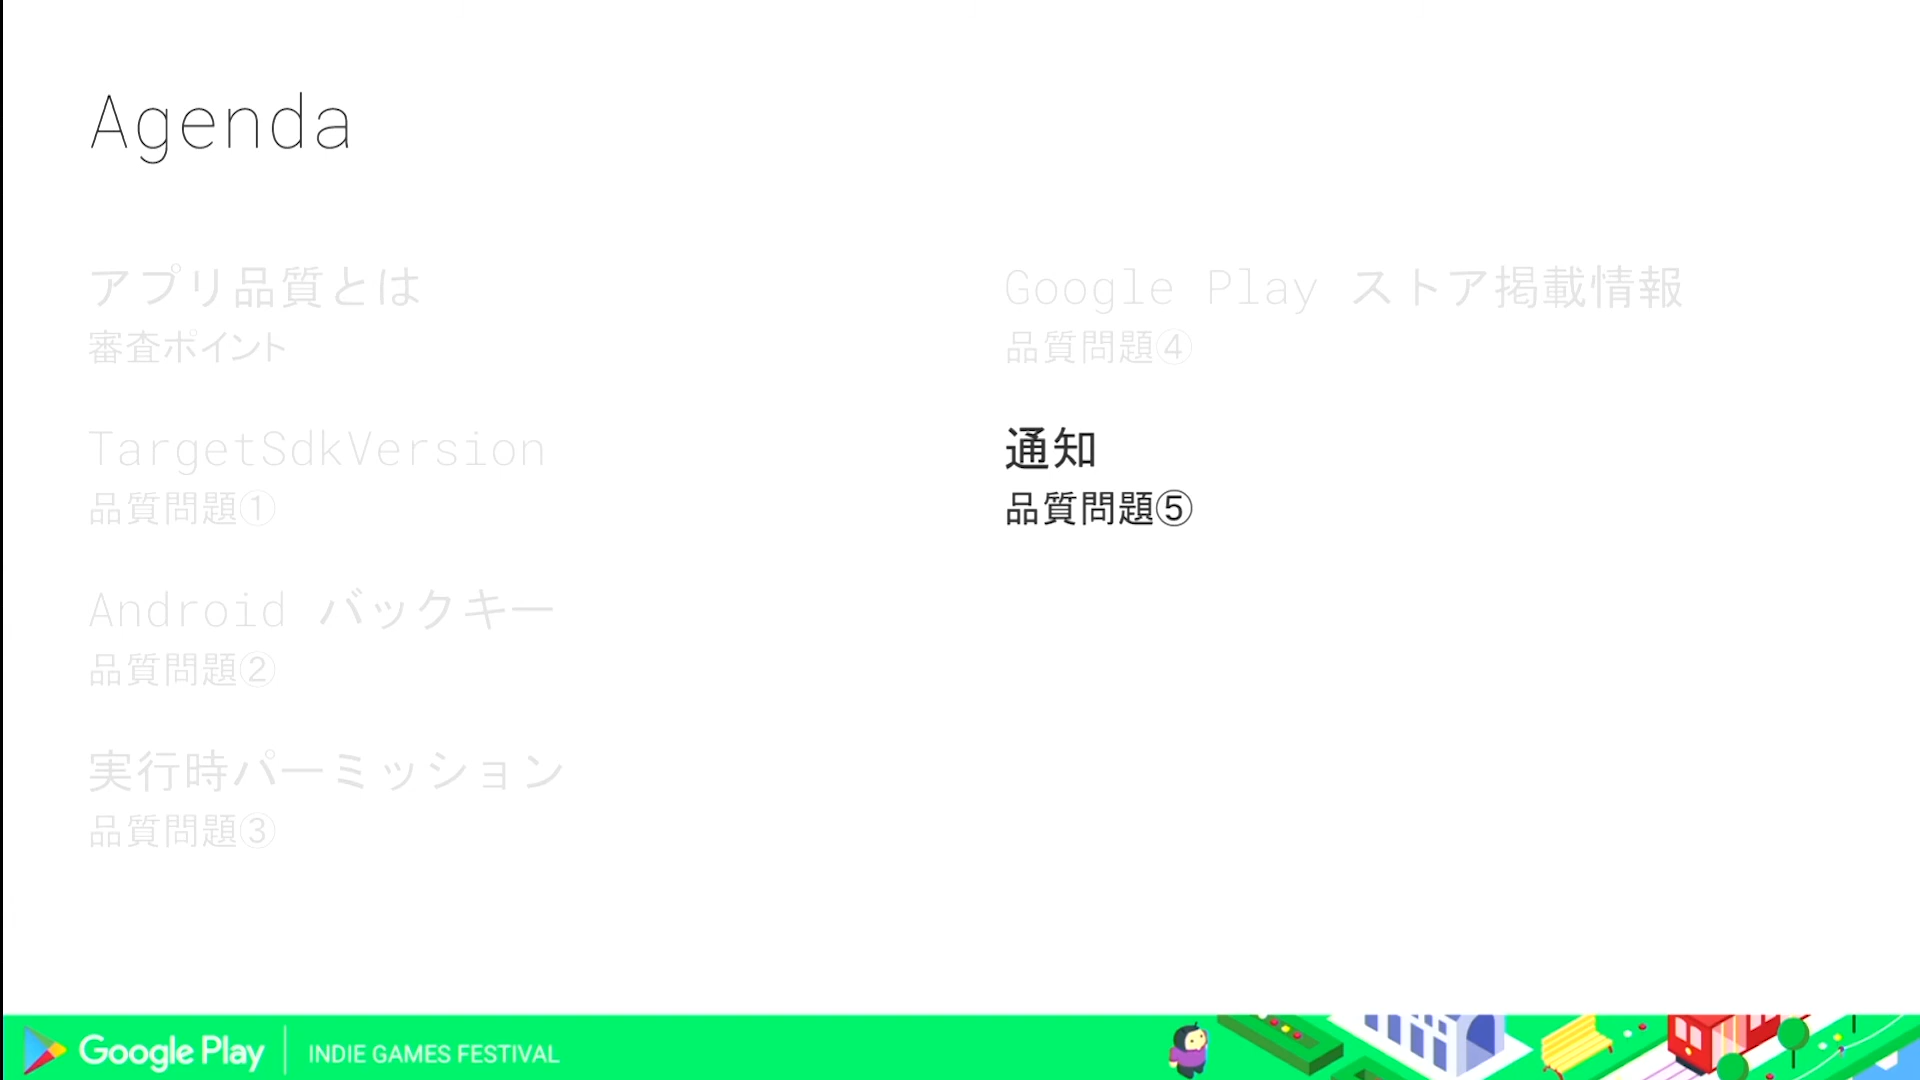 Agenda
アプリ品質とは
審査ポイント
TargetSdkVersion
品質問題①
Android バックキー
品質問題②
実行時パーミッション
品質問題③
Google Play ストア掲載情報
品質問題④
通知
品質問題⑤
Google Play
INDIE GAMES FESTIVAL